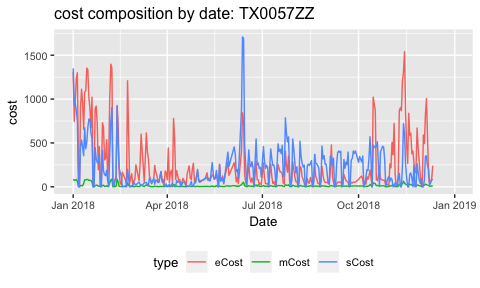 cost composition by date: TX0057ZZ
cost
1500
1000
500
0
Jan 2018 Apr 2018 Jul 2018 Oct 2018 Jan 2019
Date
type eCost mCost sCost